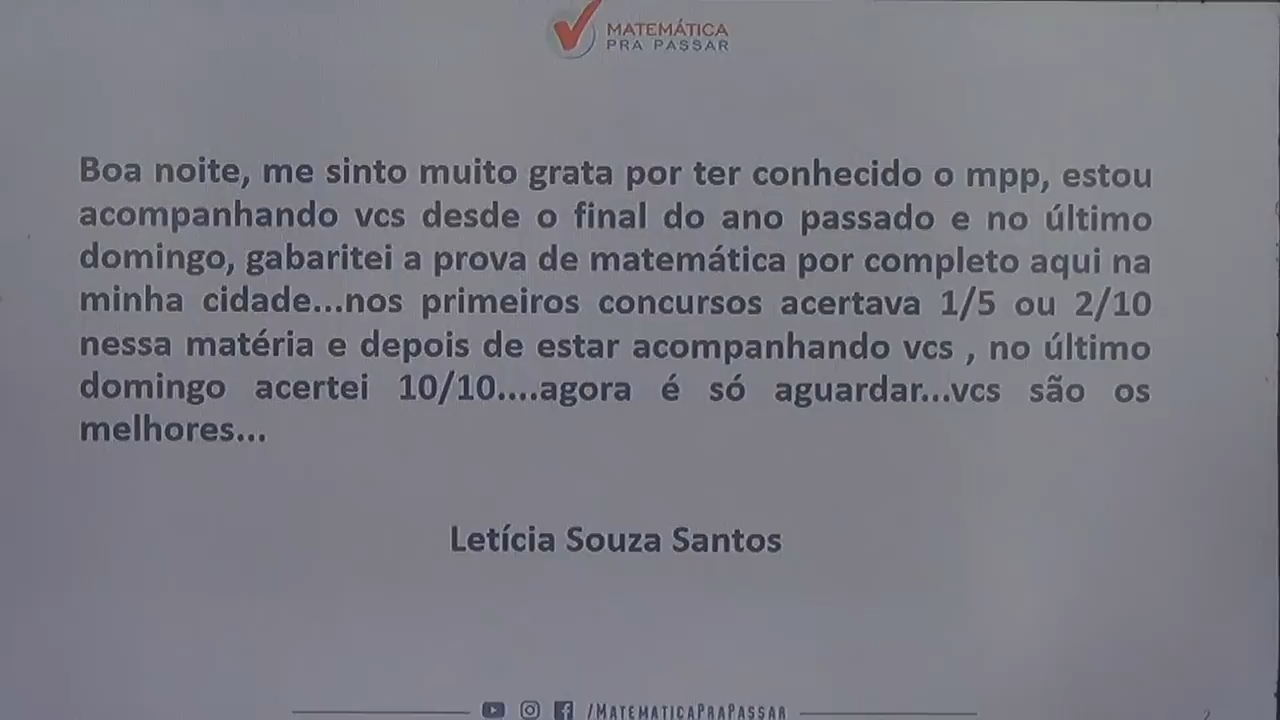 MATEMÁTICA
PRA PASSAR
Boa noite, me sinto muito grata por ter conhecido o mpp, estou
acompanhando vcs desde o final do ano passado e no último
domingo, gabaritei a prova de matemática por completo aqui na
minha cidade...nos primeiros concursos acertava 1/5 ou 2/10
nessa matéria e depois de estar acompanhando vcs , no último
domingo acertei 10/10....agora é só aguardar...vcs são os
melhores...
Letícia Souza Santos
/MATEMATICAPRAPASSAR